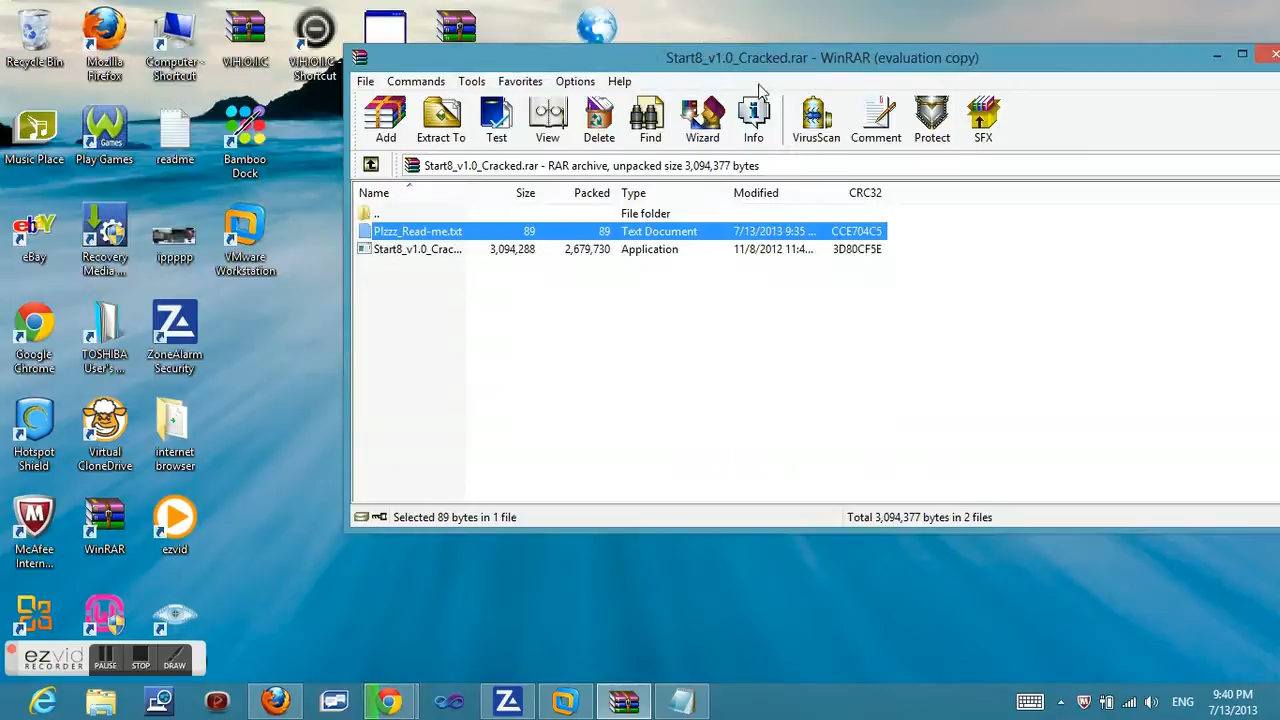 Recycle Bin
Mozilla Firefox
Computer - Shortcut
V.H.O.I.C
V.H.O.I.C - Shortcut
Music Place
Play Games
Games
readme
Bamboo Dock
eBay
Recovery Media,...
ippppp
VMware Workstation
Google Chrome
TOSHIBA User's ...
ZoneAlarm Security
Hotspot Shield
Virtual CloneDrive
internet browser
McAfee Intern...
WinRAR
ezvid
ezvid RECORDER
PAUSE
STOP
DRAW
Start8_v1.0_Cracked.rar - WinRAR (evaluation copy)
File Commands Tools Favorites Options Help
Add Extract To Test View Delete Find Wizard Info VirusScan Comment Protect SFX
Start8_v1.0_Cracked.rar - RAR archive, unpacked size 3,094,377 bytes
Name Size Packed Type Modified CRC32
.. File folder
Plzzz_Read-me.txt 89 89 Text Document 7/13/2013 9:35 ... CCE704C5
Start8_v1.0_Crac... 3,094,288 2,679,730 Application 11/8/2012 11:4... 3D80CF5E
Selected 89 bytes in 1 file
Total 3,094,377 bytes in 2 files
ENG
9:40 PM
7/13/2013